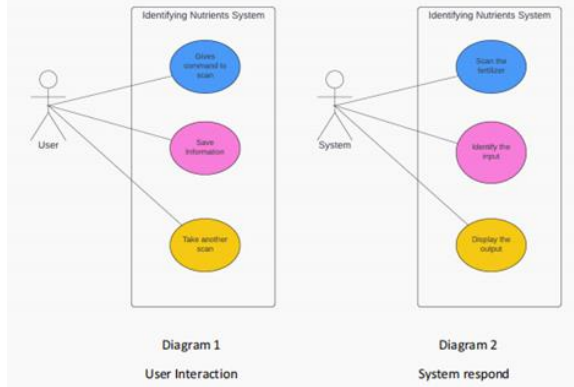 Identifying Nutrients System
Gives
command to
scan
User
Save
Information
Take another
scan
Diagram 1
User Interaction
Identifying Nutrients System
Scan the
fertilizer
System
Identify the
input
Display the
output
Diagram 2
System respond